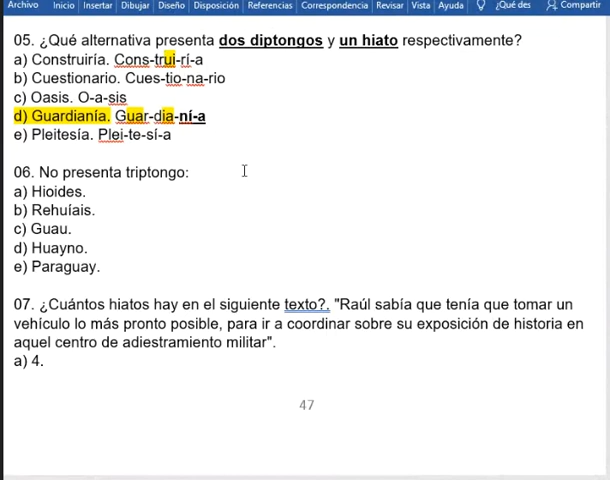 Archivo Inicio Insertar Dibujar Diseño Disposición Referencias Correspondencia Revisar Vista Ayuda ¿Qué des Compartir
05. ¿Qué alternativa presenta dos diptongos y un hiato respectivamente?
a) Construiría. Cons-trui-rí-a
b) Cuestionario. Cues-tio-na-rio
c) Oasis. O-a-sis
d) Guardianía. Guar-dia-ní-a
e) Pleitesía. Plei-te-sí-a
06. No presenta triptongo:
a) Hioides.
b) Rehuíais.
c) Guau.
d) Huayno.
e) Paraguay.
07. ¿Cuántos hiatos hay en el siguiente texto?. "Raúl sabía que tenía que tomar un
vehículo lo más pronto posible, para ir a coordinar sobre su exposición de historia en
aquel centro de adiestramiento militar".
a) 4.
47